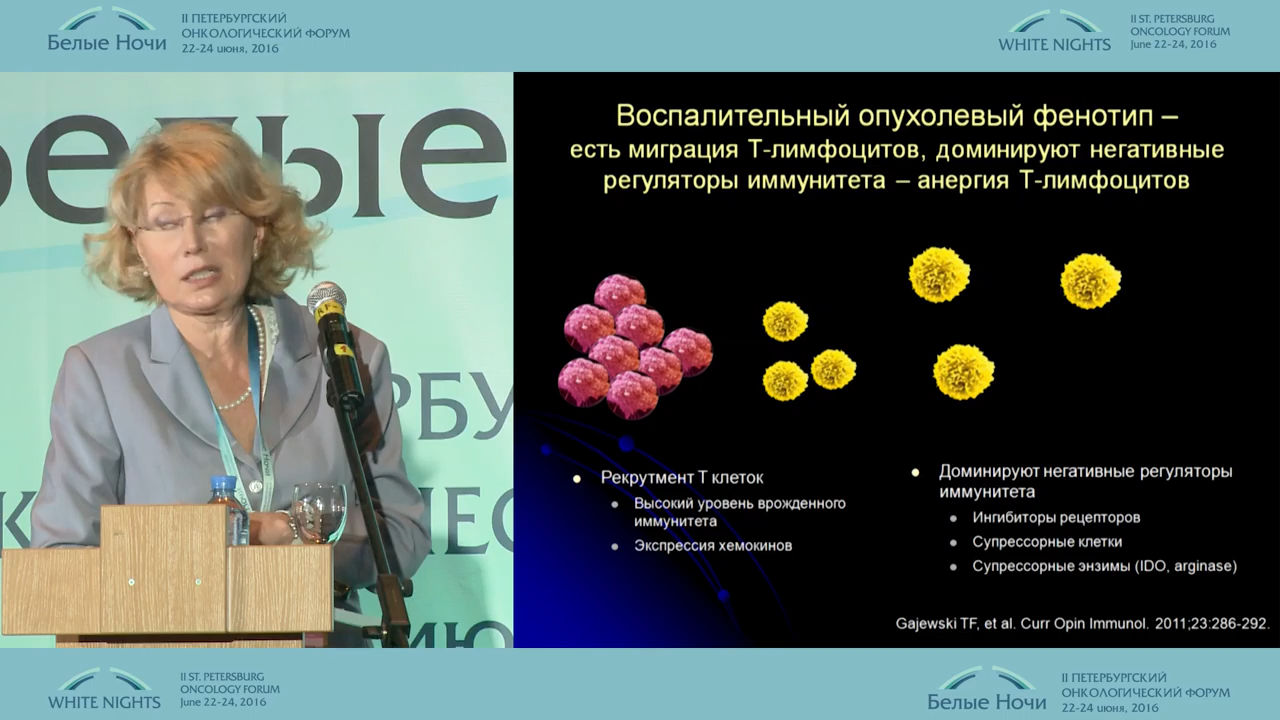 Белые Ночи
II ПЕТЕРБУРГСКИЙ
ОНКОЛОГИЧЕСКИЙ ФОРУМ
22-24 июня, 2016
WHITE NIGHTS
II ST. PETERSBURG
ONCOLOGY FORUM
June 22-24, 2016
Воспалительный опухолевый фенотип –
есть миграция Т-лимфоцитов, доминируют негативные
регуляторы иммунитета – анергия Т-лимфоцитов
Рекрутмент Т клеток
Высокий уровень врожденного
иммунитета
Экспрессия хемокинов
Доминируют негативные регуляторы
иммунитета
Ингибиторы рецепторов
Супрессорные клетки
Супрессорные энзимы (IDO, arginase)
Gajewski TF, et al. Curr Opin Immunol. 2011;23:286-292.
WHITE NIGHTS
II ST. PETERSBURG
ONCOLOGY FORUM
June 22-24, 2016
Белые Ночи
II ПЕТЕРБУРГСКИЙ
ОНКОЛОГИЧЕСКИЙ ФОРУМ
22-24 июня, 2016